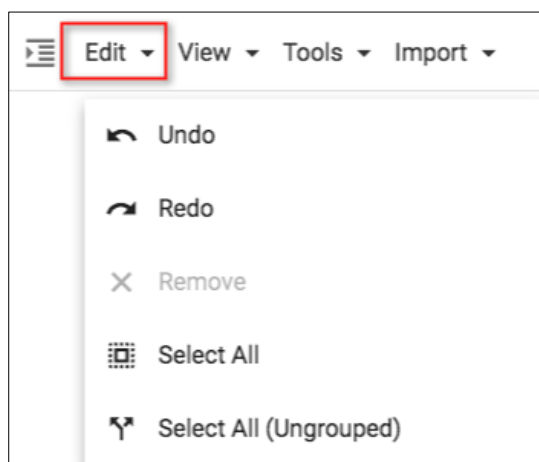 Edit View Tools Import
Undo
Redo
Remove
Select All
Select All (Ungrouped)